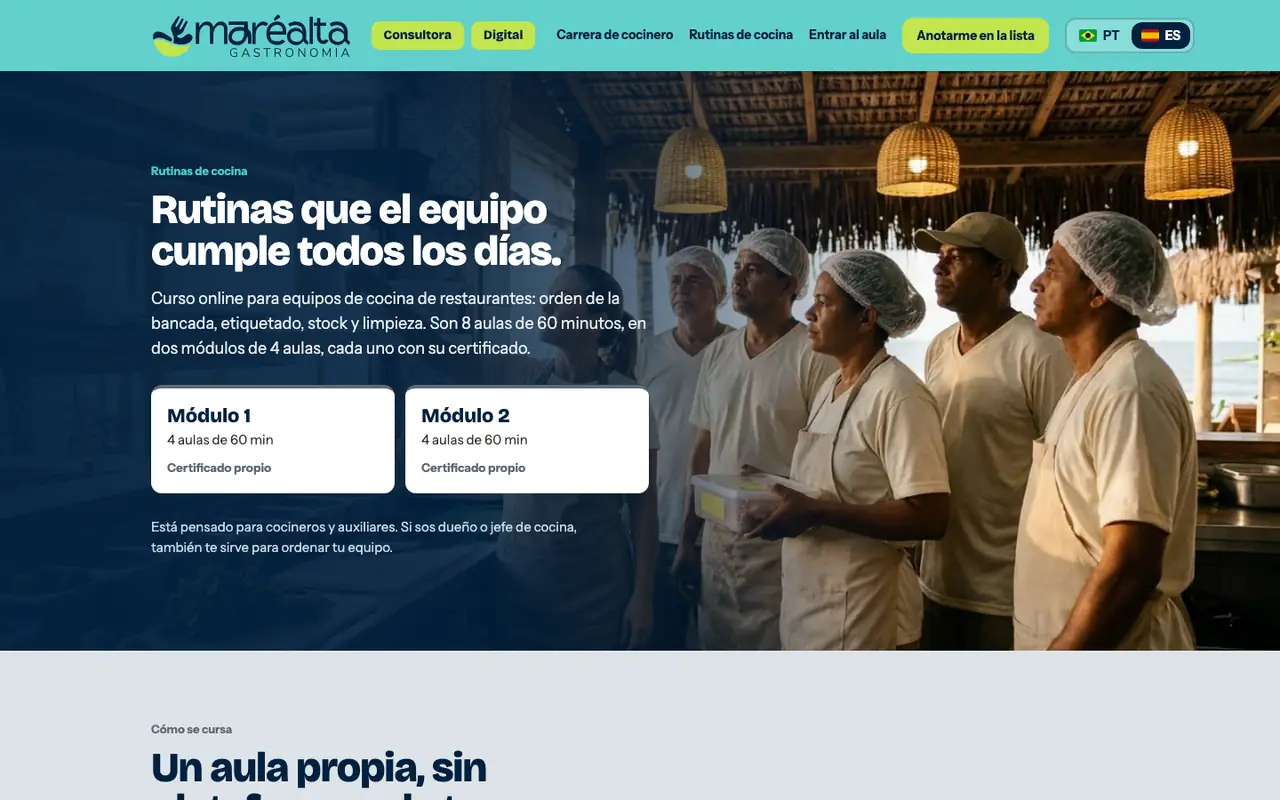 maréalta
GASTRONOMIA
Consultora
Digital
Carrera de cocinero
Rutinas de cocina
Entrar al aula
Anotarme en la lista
PT
ES
Rutinas de cocina
Rutinas que el equipo
cumple todos los días.
Curso online para equipos de cocina de restaurantes: orden de la
bancada, etiquetado, stock y limpieza. Son 8 aulas de 60 minutos, en
dos módulos de 4 aulas, cada uno con su certificado.
Módulo 1
4 aulas de 60 min
Certificado propio
Módulo 2
4 aulas de 60 min
Certificado propio
Está pensado para cocineros y auxiliares. Si sos dueño o jefe de cocina,
también te sirve para ordenar tu equipo.
Cómo se cursa
Un aula propia, sin